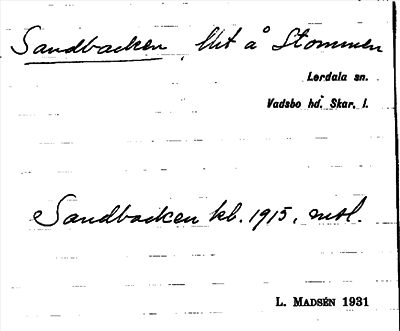 Sandbacken, lht å Stommen
Lerdala sn.
Vadsbo hd. Skar. l.
Sandbacken kb. 1915, mtl.
L. MADSÉN 1931